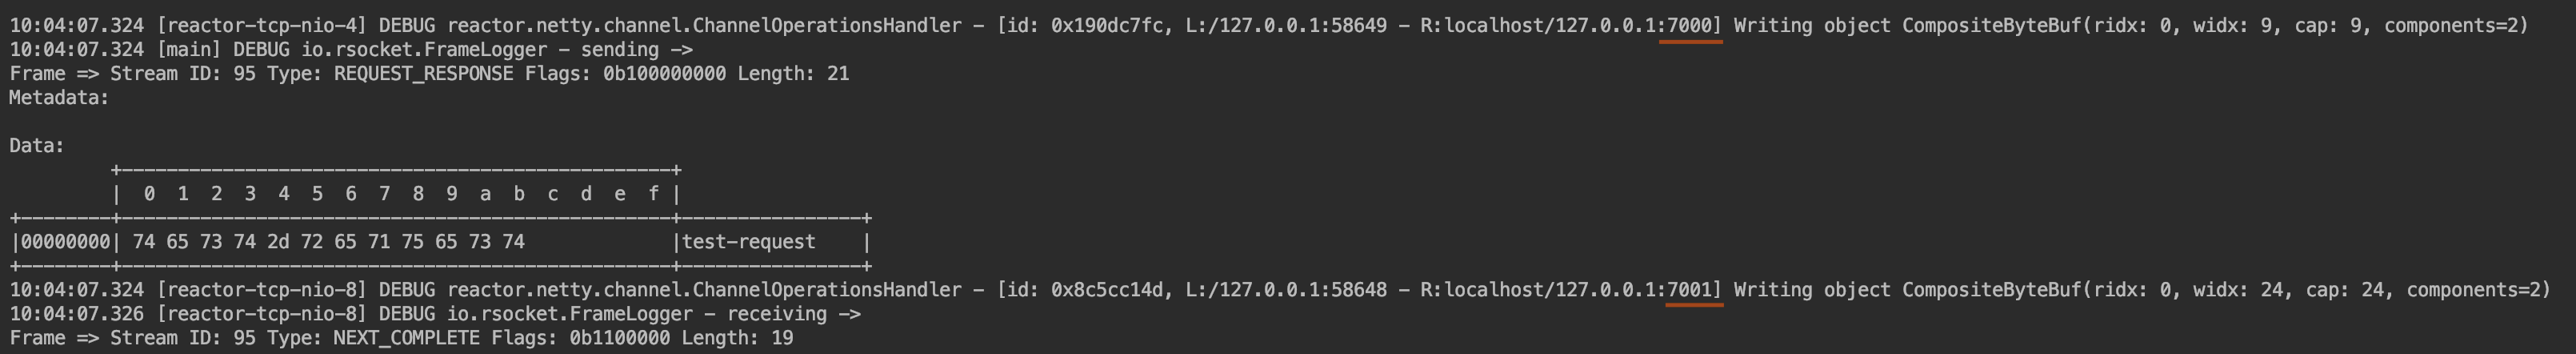 10:04:07.324 [reactor-tcp-nio-4] DEBUG reactor.netty.channel.ChannelOperationsHandler - [id: 0x190dc7fc, L:/127.0.0.1:58649 - R:localhost/127.0.0.1:7000] Writing object CompositeByteBuf(ridx: 0, widx: 9, cap: 9, components=2)
10:04:07.324 [main] DEBUG io.rsocket.FrameLogger - sending ->
Frame => Stream ID: 95 Type: REQUEST_RESPONSE Flags: 0b100000000 Length: 21
Metadata:
Data:
         +-------------------------------------------------+
         |  0  1  2  3  4  5  6  7  8  9  a  b  c  d  e  f |
+--------+-------------------------------------------------+----------------+
|00000000| 74 65 73 74 2d 72 65 71 75 65 73 74             |test-request    |
+--------+-------------------------------------------------+----------------+
10:04:07.324 [reactor-tcp-nio-8] DEBUG reactor.netty.channel.ChannelOperationsHandler - [id: 0x8c5cc14d, L:/127.0.0.1:58648 - R:localhost/127.0.0.1:7001] Writing object CompositeByteBuf(ridx: 0, widx: 24, cap: 24, components=2)
10:04:07.326 [reactor-tcp-nio-8] DEBUG io.rsocket.FrameLogger - receiving ->
Frame => Stream ID: 95 Type: NEXT_COMPLETE Flags: 0b1100000 Length: 19